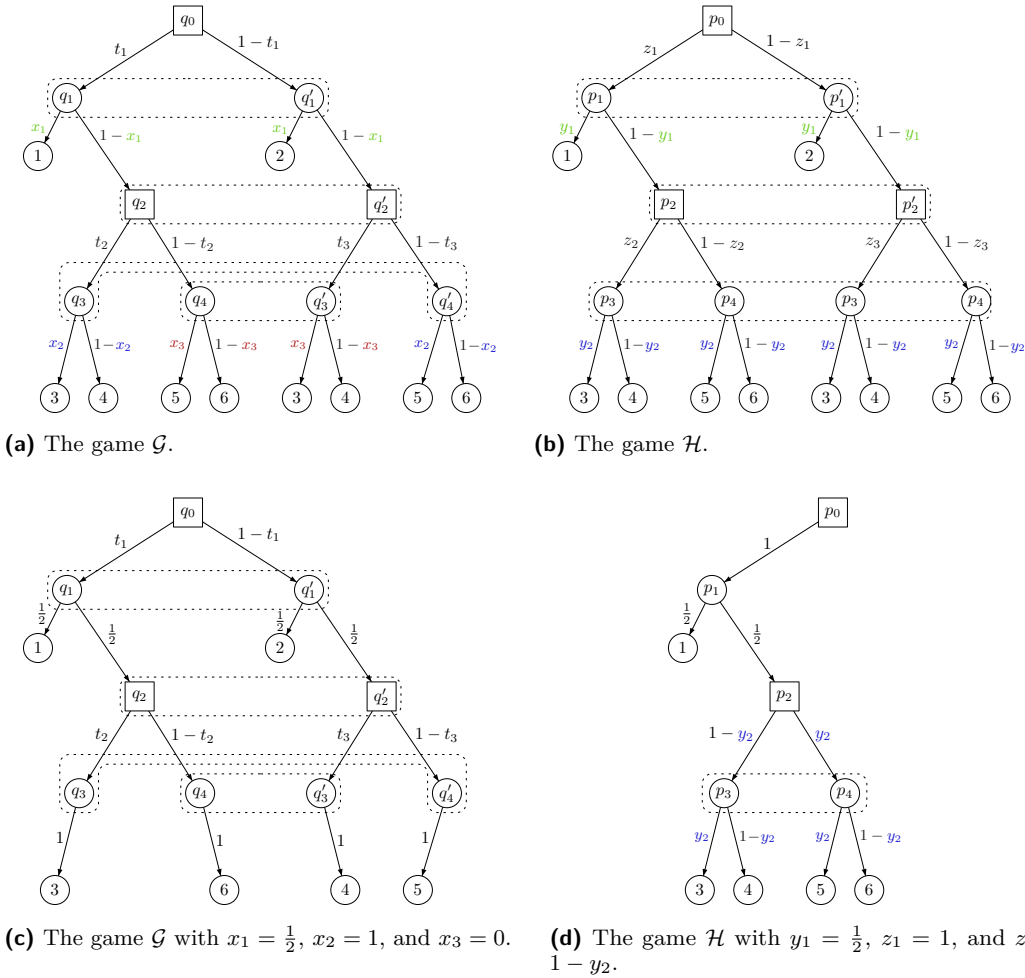 q₀
t₁ 1 − t₁
q₁ q′₁
x₁ 1 − x₁ x₁ 1 − x₁
1 2
q₂ q′₂
t₂ 1 − t₂ t₃ 1 − t₃
q₃ q₄ q′₃ q′₄
x₂ 1−x₂ x₃ 1−x₃ x₃ 1−x₃ x₂ 1−x₂
3 4 5 6 3 4 5 6
(a) The game 𝒢.
p₀
z₁ 1 − z₁
p₁ p′₁
y₁ 1 − y₁ y₁ 1 − y₁
1 2
p₂ p′₂
z₂ 1 − z₂ z₃ 1 − z₃
p₃ p₄ p₃ p₄
y₂ 1−y₂ y₂ 1 − y₂ y₂ 1 − y₂ y₂ 1−y₂
3 4 5 6 3 4 5 6
(b) The game ℋ.
q₀
t₁ 1 − t₁
q₁ q′₁
½ ½ ½ ½
1 2
q₂ q′₂
t₂ 1 − t₂ t₃ 1 − t₃
q₃ q₄ q′₃ q′₄
1 1 1 1
3 6 4 5
(c) The game 𝒢 with x₁ = ½, x₂ = 1, and x₃ = 0.
p₀
1
p₁
½ ½
1
p₂
1 − y₂ y₂
p₃ p₄
y₂ 1−y₂ y₂ 1 − y₂
3 4 5 6
(d) The game ℋ with y₁ = ½, z₁ = 1, and z
1 − y₂.